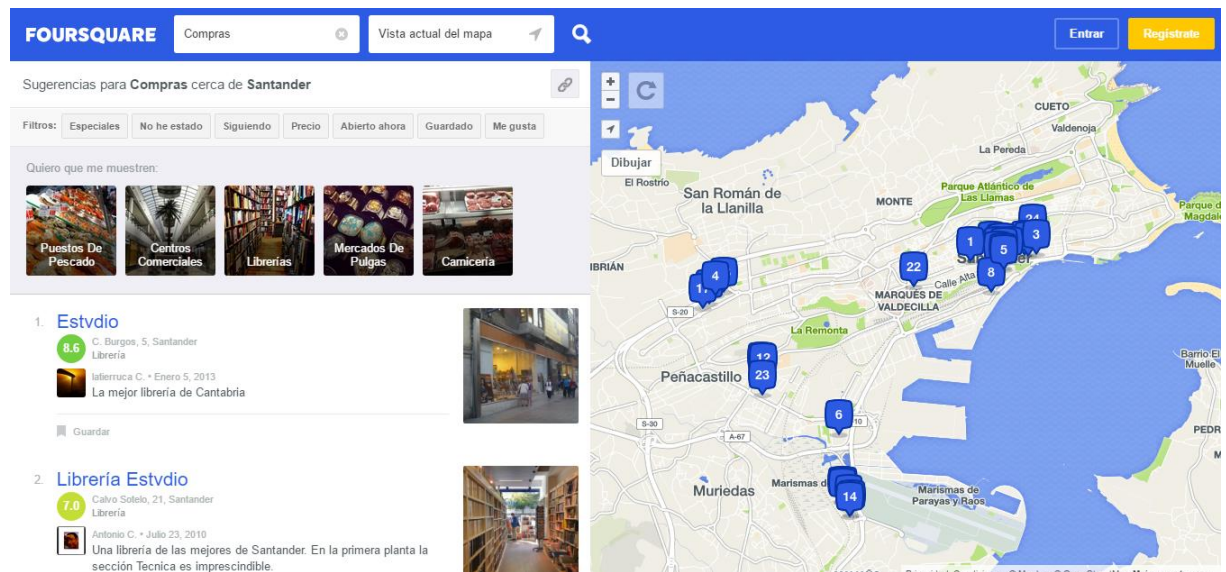 FOURSQUARE
Compras
Vista actual del mapa
Entrar
Regístrate
Sugerencias para Compras cerca de Santander
Filtros:
Especiales
No he estado
Siguiendo
Precio
Abierto ahora
Guardado
Me gusta
Quiero que me muestren:
Puestos De
Pescado
Centros
Comerciales
Librerías
Mercados De
Pulgas
Carnicería
1. Estvdio
8.6
C. Burgos, 5, Santander
Librería
latierruca C. • Enero 5, 2013
La mejor librería de Cantabria
Guardar
2. Librería Estvdio
7.0
Calvo Sotelo, 21, Santander
Librería
Antonio C. • Julio 23, 2010
Una librería de las mejores de Santander. En la primera planta la
sección Tecnica es imprescindible.
+
−
Dibujar
CUETO
Valdenoja
La Pereda
El Rostrío
San Román de
la Llanilla
MONTE
Parque Atlántico de
Las Llamas
Parque d
Magdale
24
1
3
5
8
22
4
IBRIÁN
Calle Alta
MARQUÉS DE
VALDECILLA
S-20
La Remonta
12
23
Peñacastillo
Barrio El
Muelle
6
10
S-30
A-67
PEDR
M
Muriedas
Marismas d
14
Marismas de
Parayas y Raos